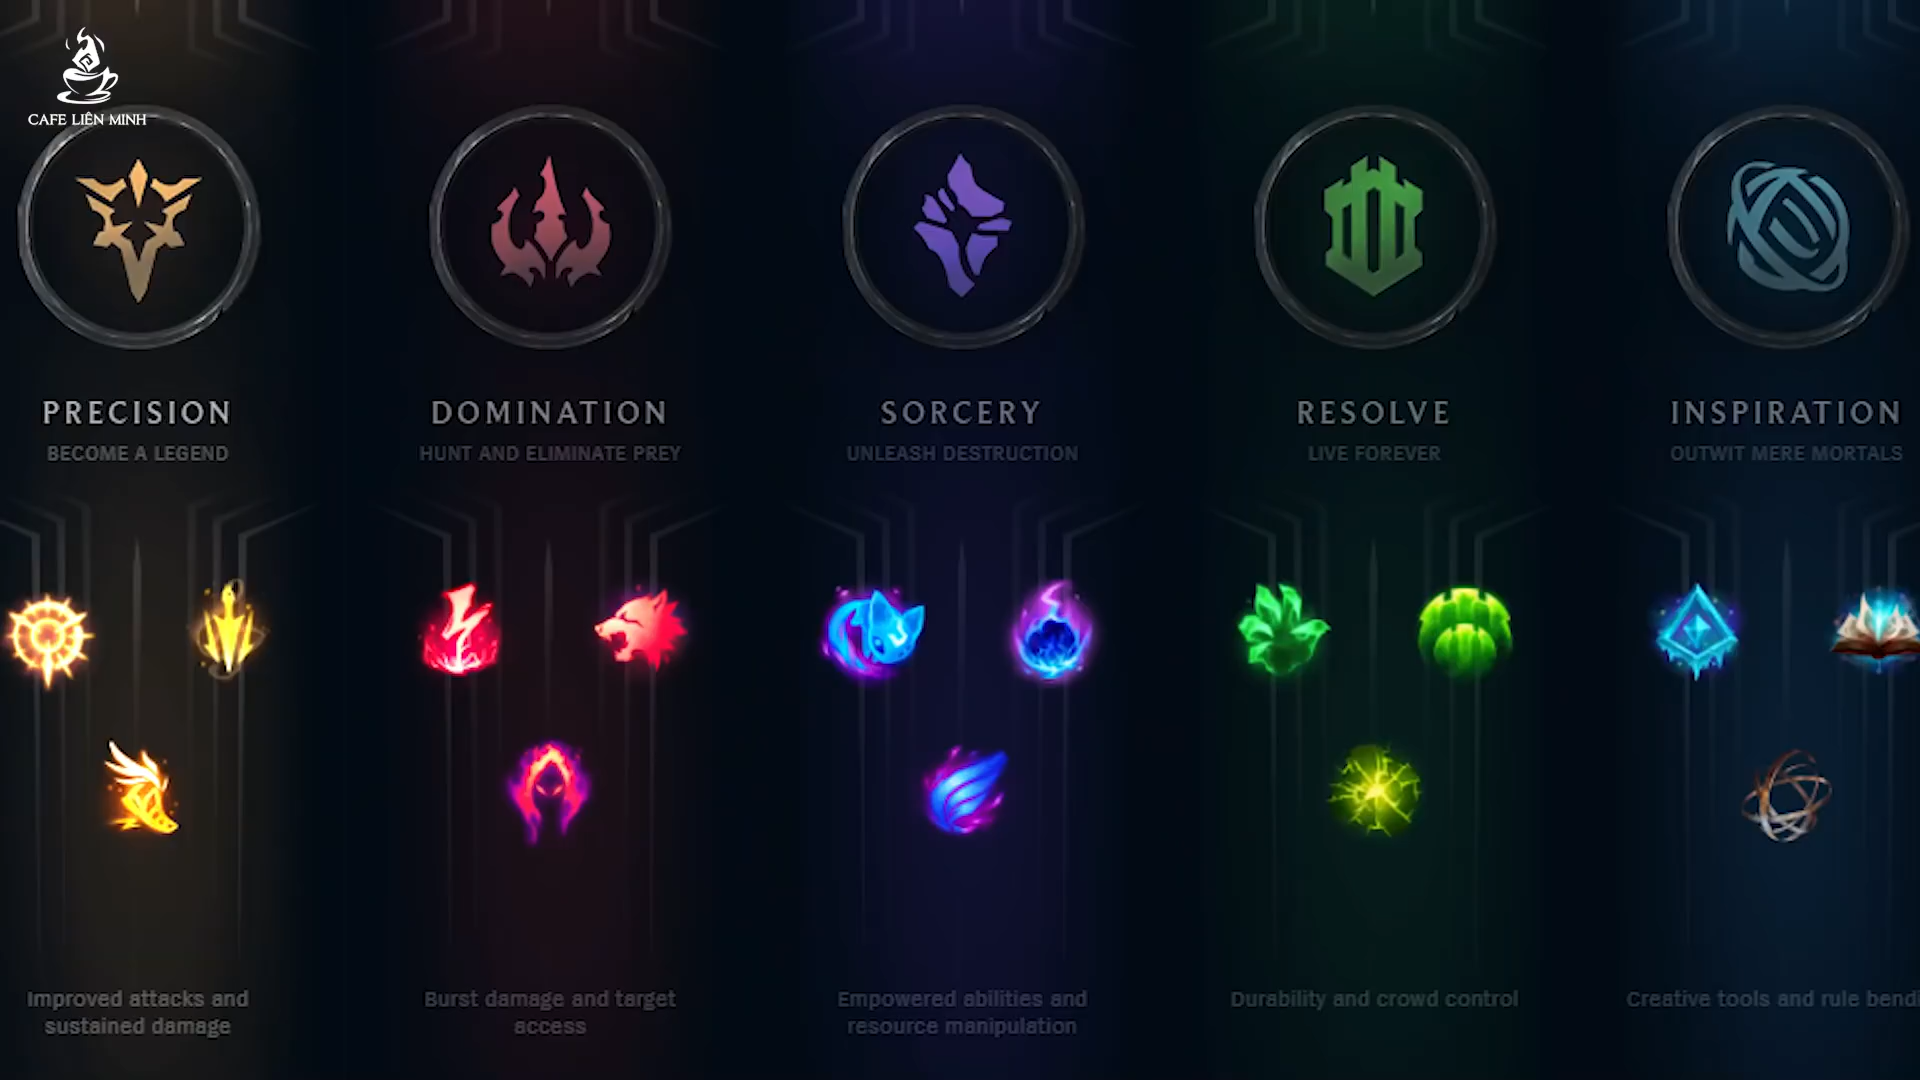 CAFE LIÊN MINH
PRECISION
BECOME A LEGEND
DOMINATION
HUNT AND ELIMINATE PREY
SORCERY
UNLEASH DESTRUCTION
RESOLVE
LIVE FOREVER
INSPIRATION
OUTWIT MERE MORTALS
Improved attacks and
sustained damage
Burst damage and target
access
Empowered abilities and
resource manipulation
Durability and crowd control
Creative tools and rule bendi